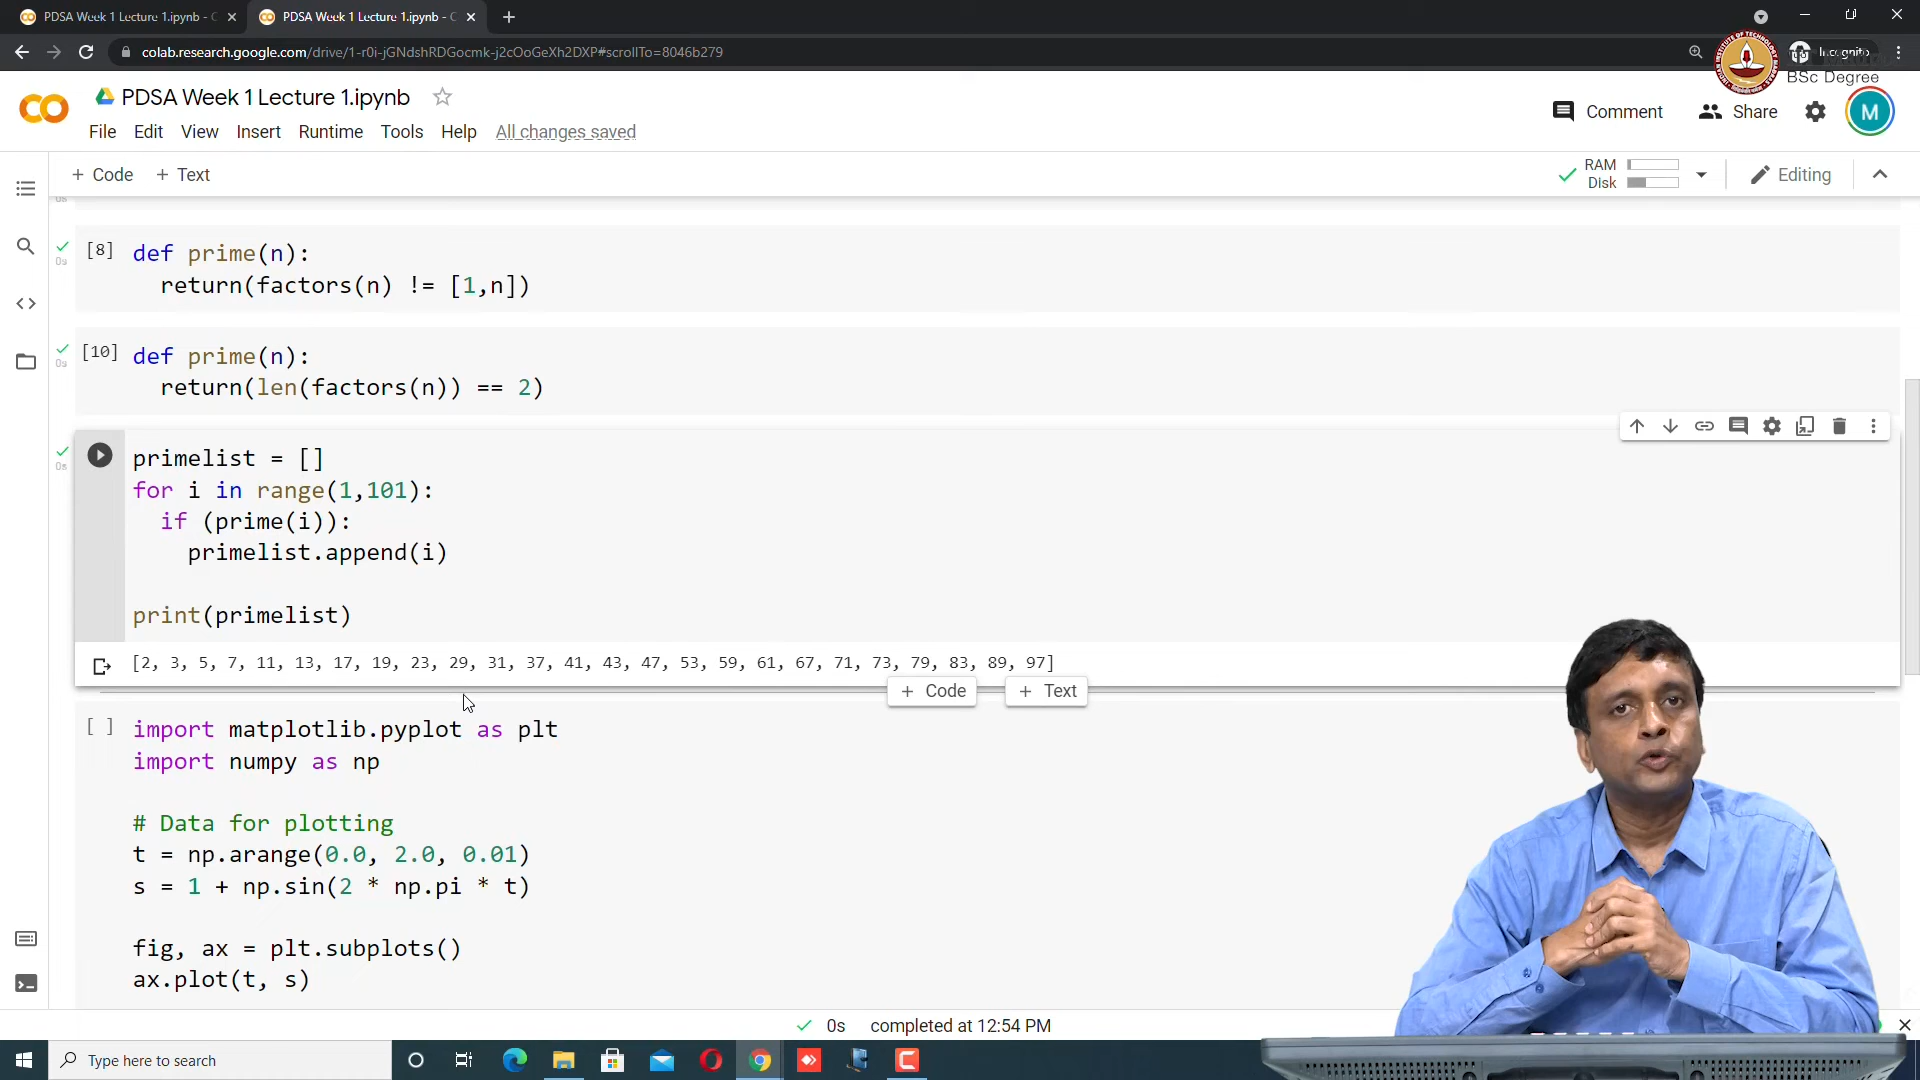 PDSA Week 1 Lecture 1.ipynb - C
PDSA Week 1 Lecture 1.ipynb - C
colab.research.google.com/drive/1-r0i-jGNdshRDGocmk-j2cOoGeXh2DXP#scrollTo=8046b279
Incognito
BSc Degree
PDSA Week 1 Lecture 1.ipynb
File Edit View Insert Runtime Tools Help All changes saved
Comment Share M
+ Code + Text
RAM
Disk
Editing
0s
[8] def prime(n):
0s
return(factors(n) != [1,n])
[10] def prime(n):
0s
return(len(factors(n)) == 2)
primelist = []
0s
for i in range(1,101):
if (prime(i)):
primelist.append(i)
print(primelist)
[2, 3, 5, 7, 11, 13, 17, 19, 23, 29, 31, 37, 41, 43, 47, 53, 59, 61, 67, 71, 73, 79, 83, 89, 97]
+ Code + Text
[ ] import matplotlib.pyplot as plt
import numpy as np
# Data for plotting
t = np.arange(0.0, 2.0, 0.01)
s = 1 + np.sin(2 * np.pi * t)
fig, ax = plt.subplots()
ax.plot(t, s)
0s completed at 12:54 PM
Type here to search